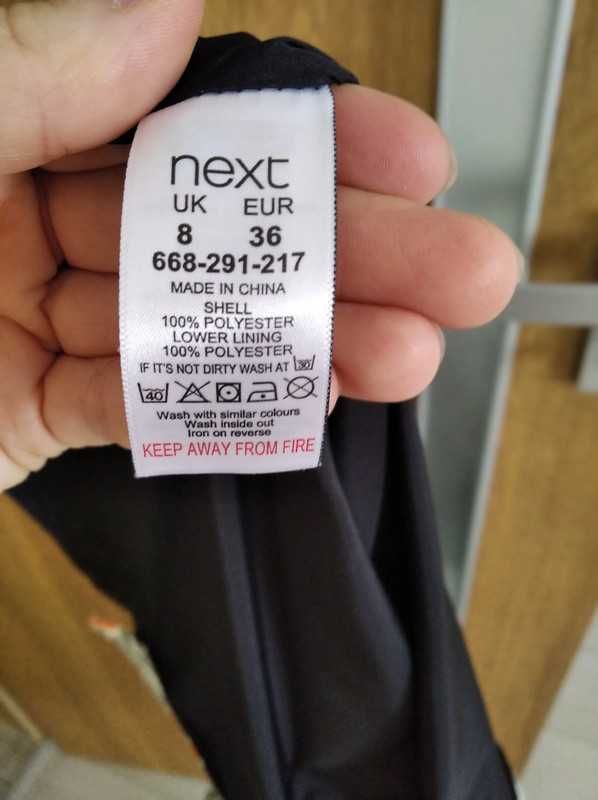 next
UK EUR
8 36
668-291-217
MADE IN CHINA
SHELL
100% POLYESTER
LOWER LINING
100% POLYESTER
IF IT'S NOT DIRTY WASH AT 30°
40
Wash with similar colours
Wash inside out
Iron on reverse
KEEP AWAY FROM FIRE